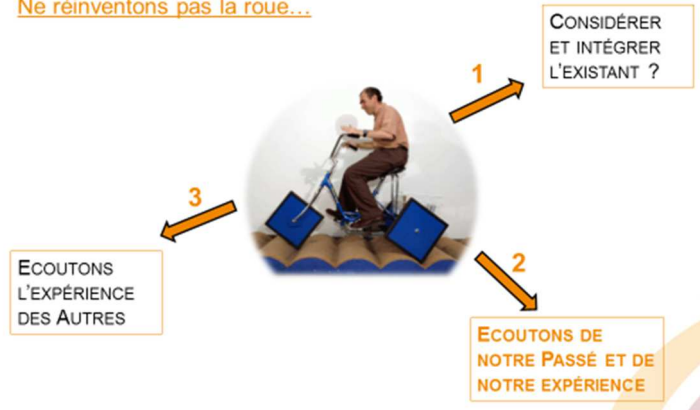 Ne réinventons pas la roue...
1
CONSIDÉRER
ET INTÉGRER
L'EXISTANT ?
3
ECOUTONS
L'EXPÉRIENCE
DES AUTRES
2
ECOUTONS DE
NOTRE PASSÉ ET DE
NOTRE EXPÉRIENCE